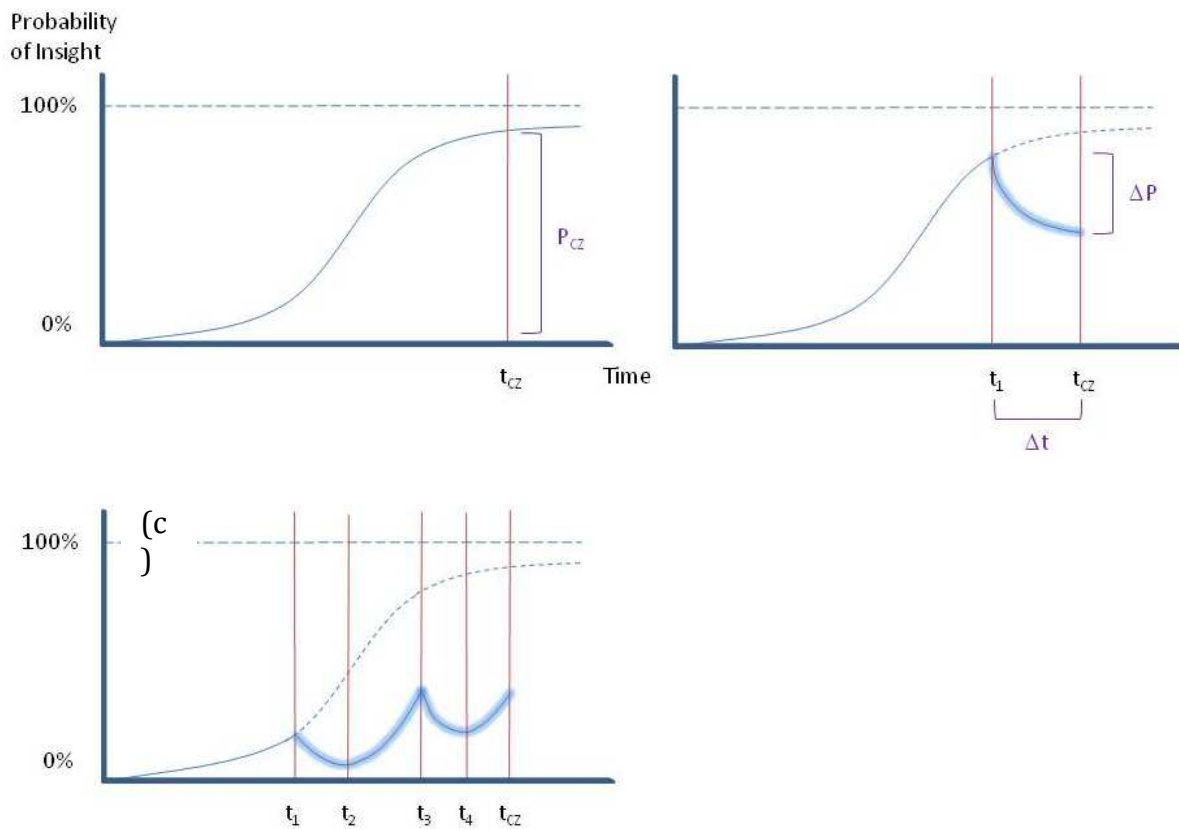 Probability
of Insight
100%
P_CZ
0%
t_CZ
Time
ΔP
t_1
t_CZ
Δt
(c
)
100%
0%
t_1
t_2
t_3
t_4
t_CZ